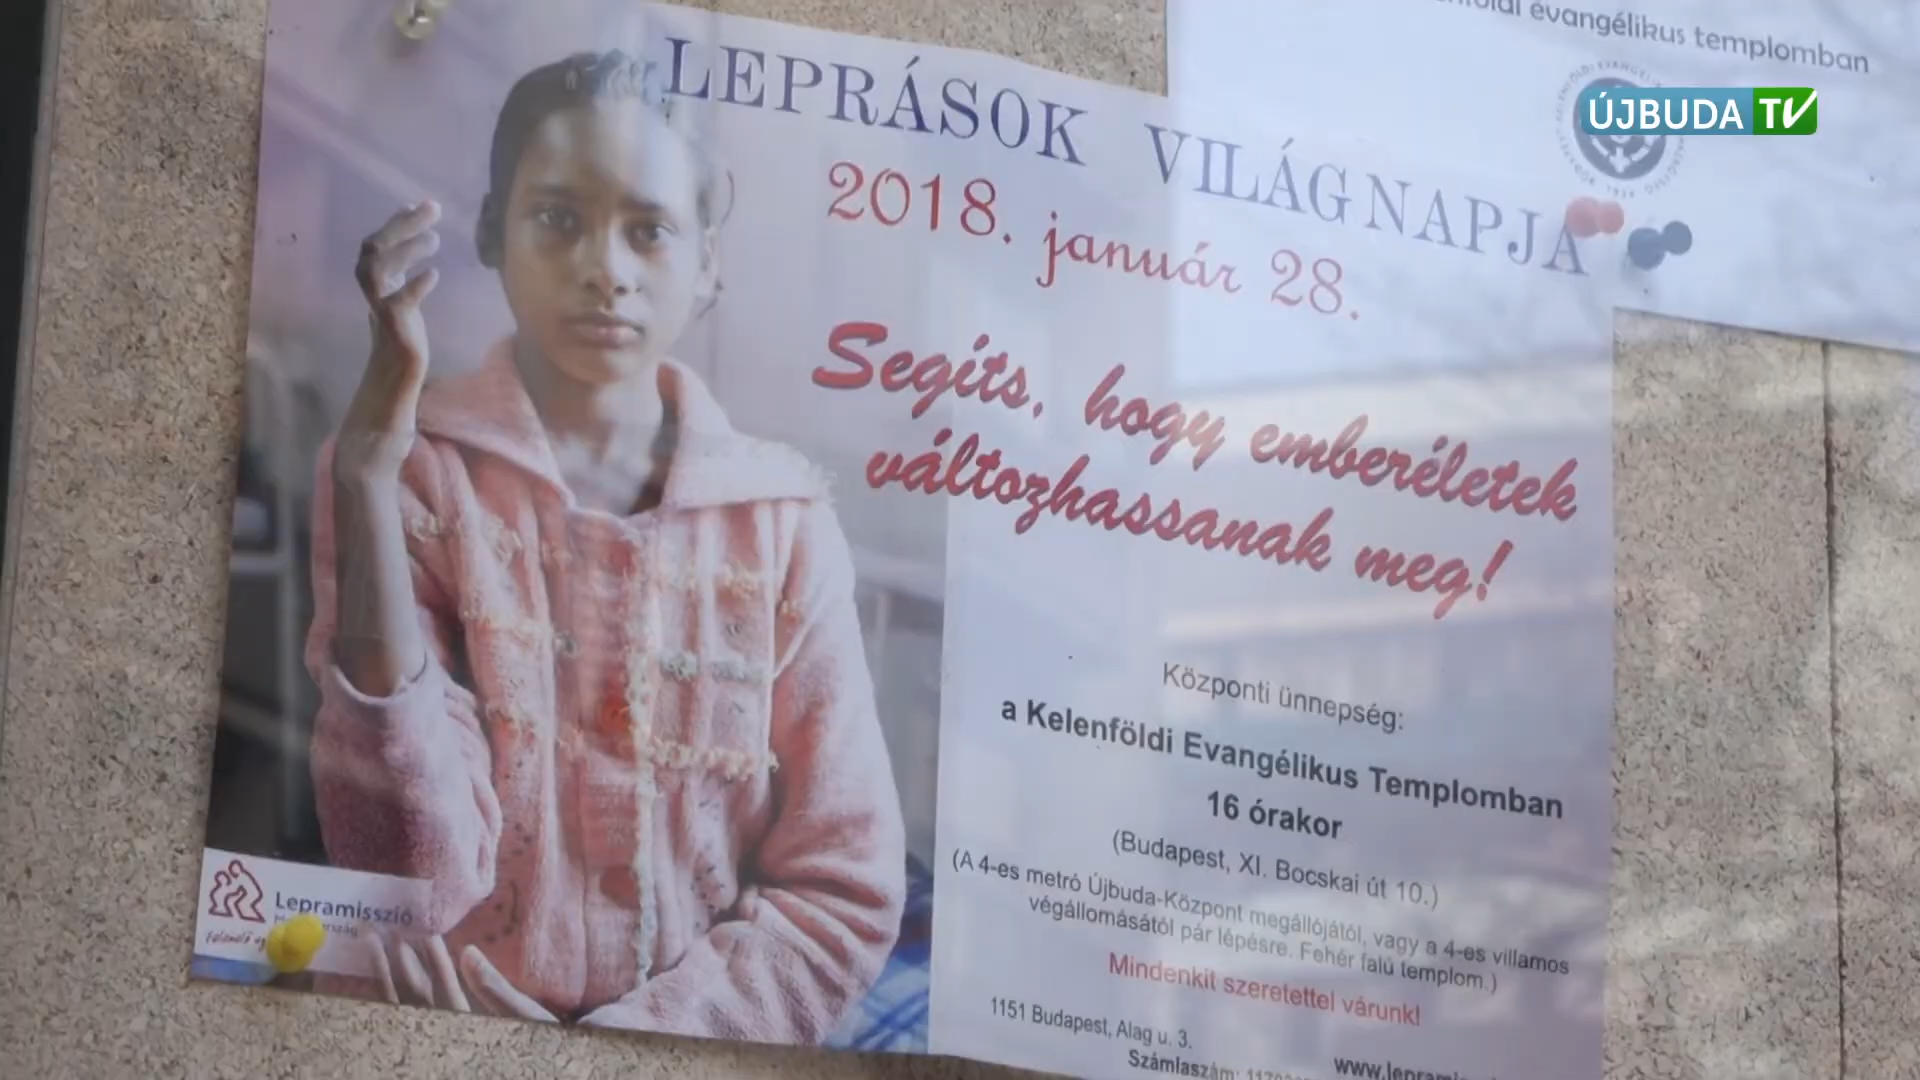 evangélikus templomban
ÚJBUDA TV
LEPRÁSOK VILÁGNAPJA
2018. január 28.
Segíts, hogy emberéletek
változhassanak meg!
Központi ünnepség:
a Kelenföldi Evangélikus Templomban
16 órakor
(Budapest, XI. Bocskai út 10.)
(A 4-es metró Újbuda-Központ megállójától, vagy a 4-es villamos
végállomásától pár lépésre. Fehér falú templom.)
Mindenkit szeretettel várunk!
Lepramisszió
1151 Budapest, Alag u. 3.
Számlaszám: